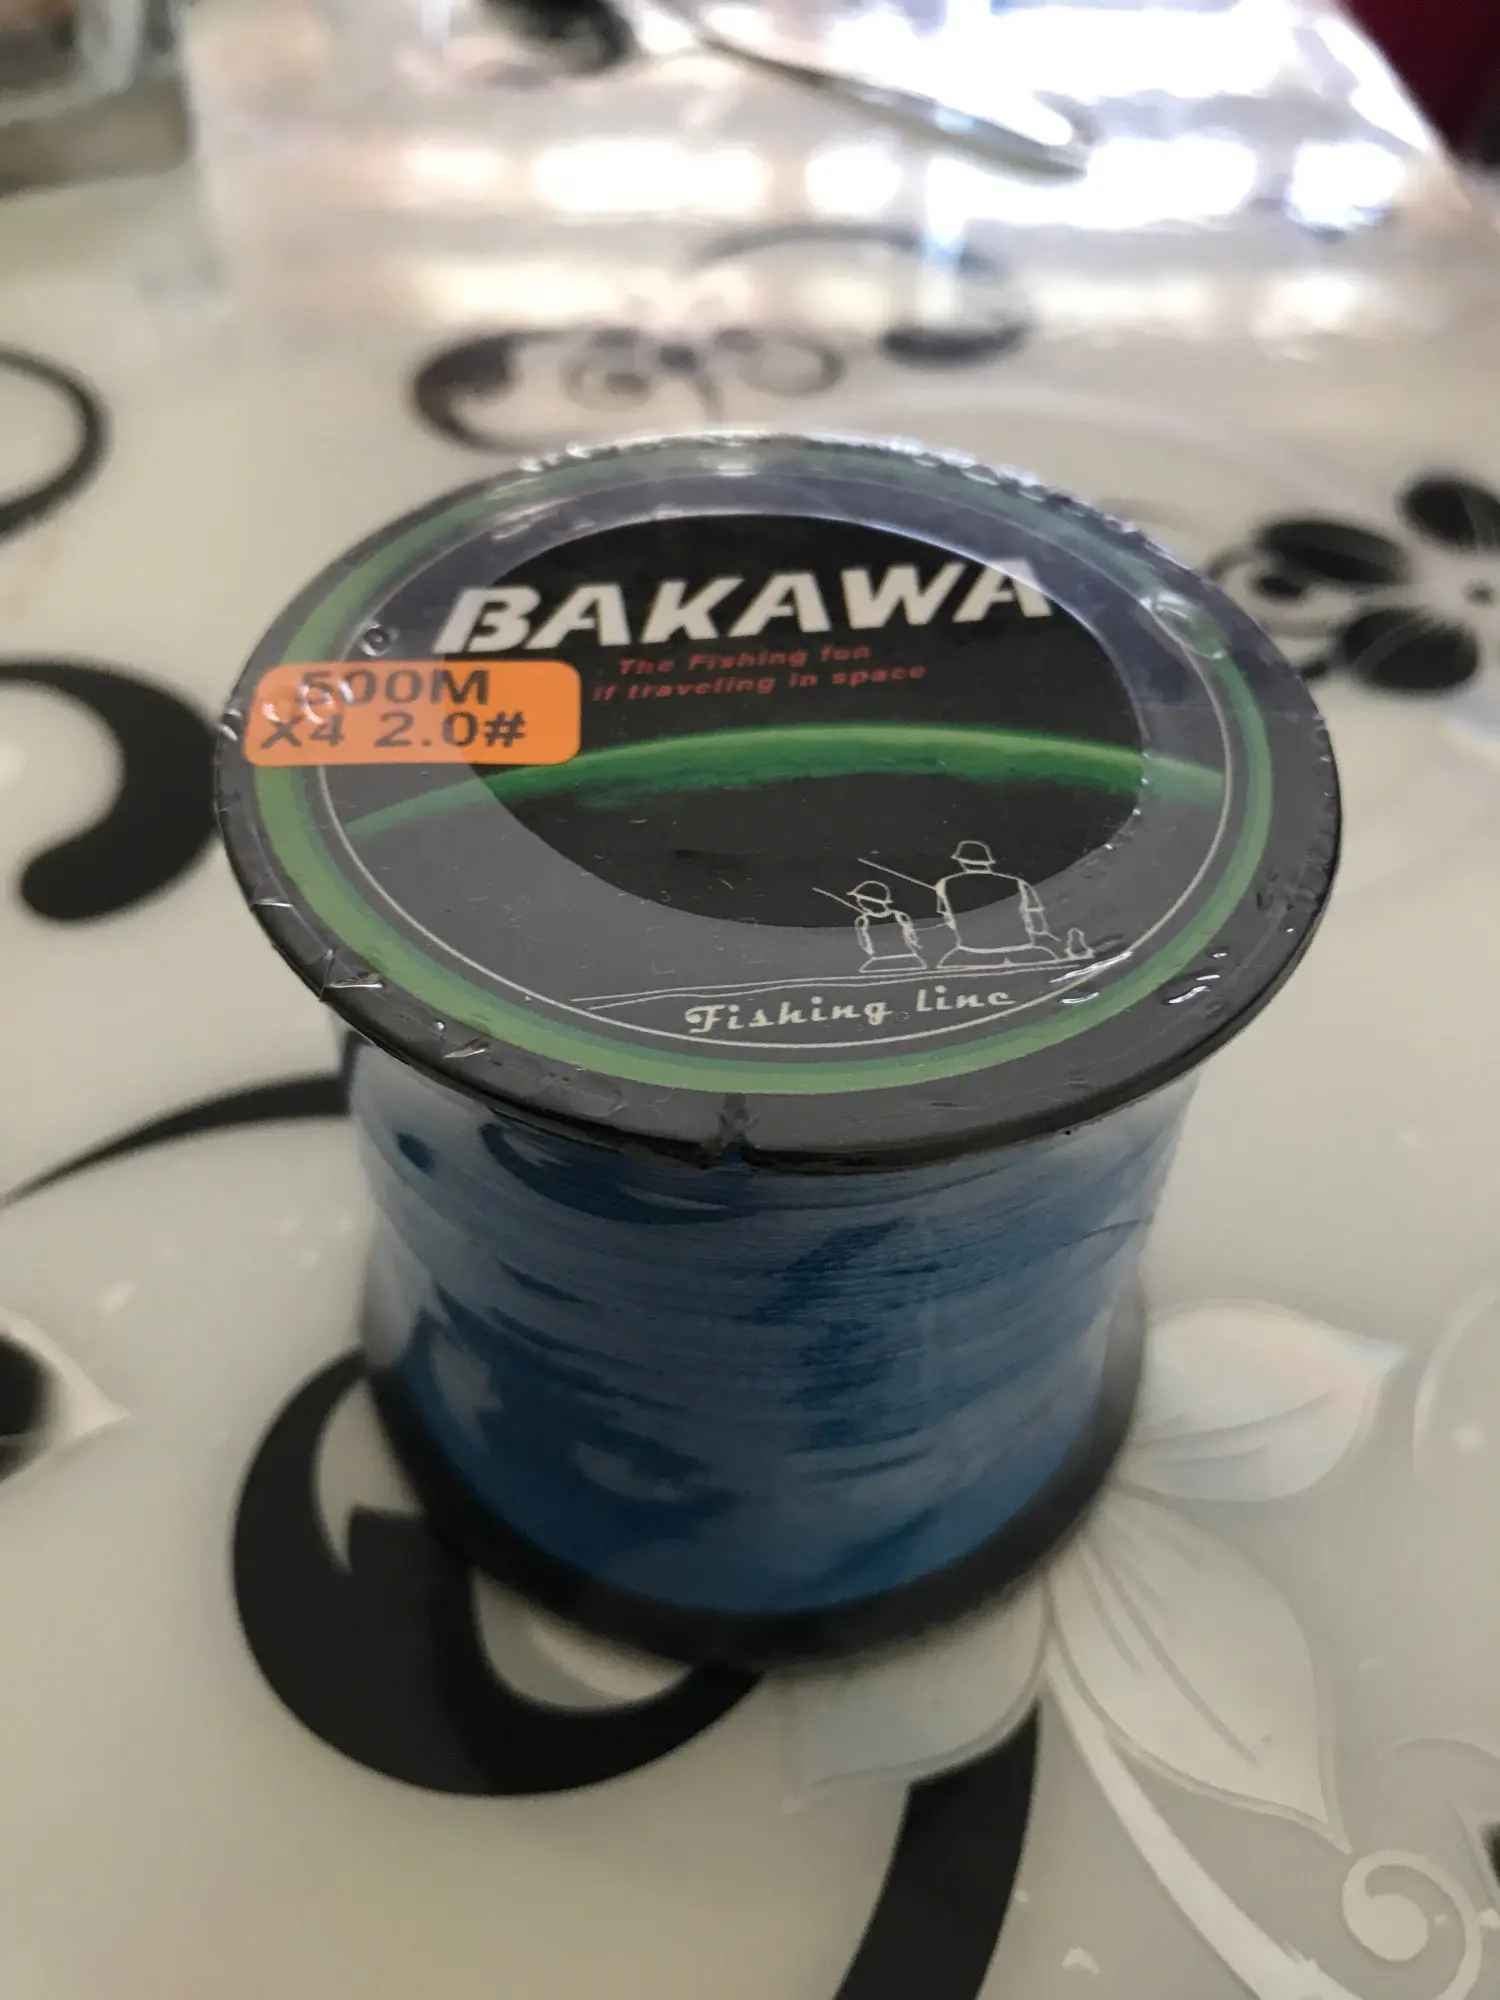 BAKAWA
The Fishing fun
if traveling in space
500M
X4 2.0#
Fishing line